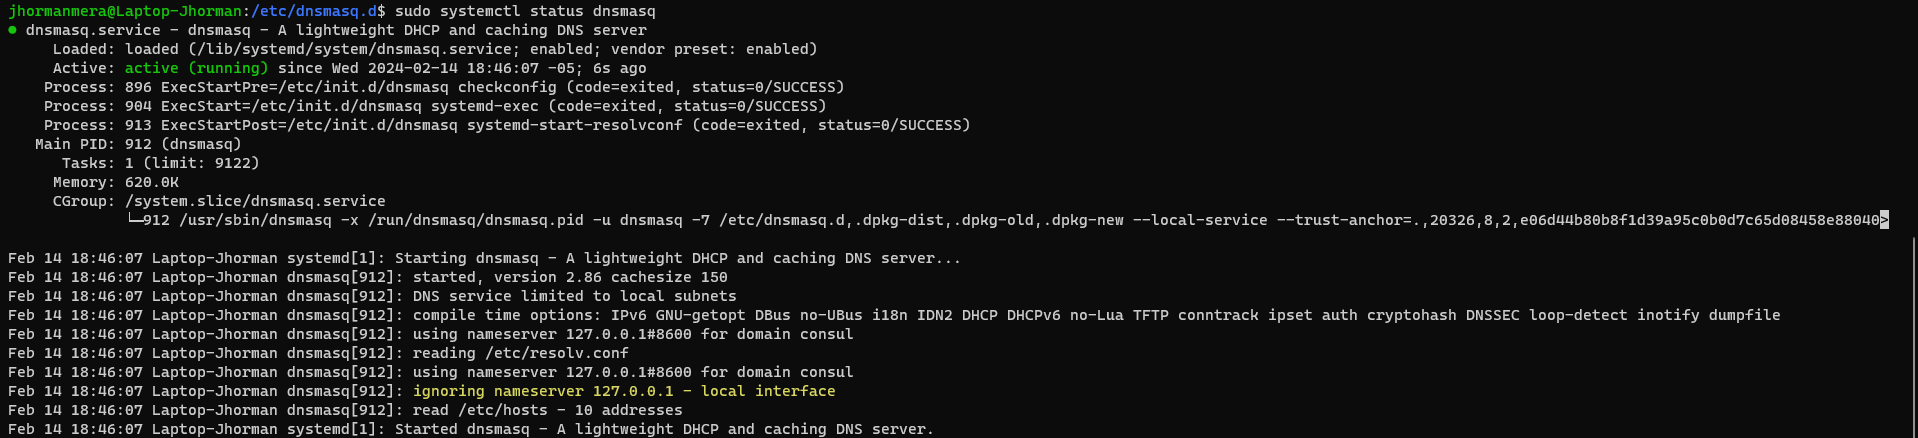 jhormanmera@Laptop-Jhorman:/etc/dnsmasq.d$ sudo systemctl status dnsmasq
● dnsmasq.service - dnsmasq - A lightweight DHCP and caching DNS server
Loaded: loaded (/lib/systemd/system/dnsmasq.service; enabled; vendor preset: enabled)
Active: active (running) since Wed 2024-02-14 18:46:07 -05; 6s ago
Process: 896 ExecStartPre=/etc/init.d/dnsmasq checkconfig (code=exited, status=0/SUCCESS)
Process: 904 ExecStart=/etc/init.d/dnsmasq systemd-exec (code=exited, status=0/SUCCESS)
Process: 913 ExecStartPost=/etc/init.d/dnsmasq systemd-start-resolvconf (code=exited, status=0/SUCCESS)
Main PID: 912 (dnsmasq)
Tasks: 1 (limit: 9122)
Memory: 620.0K
CGroup: /system.slice/dnsmasq.service
└─912 /usr/sbin/dnsmasq -x /run/dnsmasq/dnsmasq.pid -u dnsmasq -7 /etc/dnsmasq.d,.dpkg-dist,.dpkg-old,.dpkg-new --local-service --trust-anchor=.,20326,8,2,e06d44b80b8f1d39a95c0b0d7c65d08458e88040>
Feb 14 18:46:07 Laptop-Jhorman systemd[1]: Starting dnsmasq - A lightweight DHCP and caching DNS server...
Feb 14 18:46:07 Laptop-Jhorman dnsmasq[912]: started, version 2.86 cachesize 150
Feb 14 18:46:07 Laptop-Jhorman dnsmasq[912]: DNS service limited to local subnets
Feb 14 18:46:07 Laptop-Jhorman dnsmasq[912]: compile time options: IPv6 GNU-getopt DBus no-UBus i18n IDN2 DHCP DHCPv6 no-Lua TFTP conntrack ipset auth cryptohash DNSSEC loop-detect inotify dumpfile
Feb 14 18:46:07 Laptop-Jhorman dnsmasq[912]: using nameserver 127.0.0.1#8600 for domain consul
Feb 14 18:46:07 Laptop-Jhorman dnsmasq[912]: reading /etc/resolv.conf
Feb 14 18:46:07 Laptop-Jhorman dnsmasq[912]: using nameserver 127.0.0.1#8600 for domain consul
Feb 14 18:46:07 Laptop-Jhorman dnsmasq[912]: ignoring nameserver 127.0.0.1 - local interface
Feb 14 18:46:07 Laptop-Jhorman dnsmasq[912]: read /etc/hosts - 10 addresses
Feb 14 18:46:07 Laptop-Jhorman systemd[1]: Started dnsmasq - A lightweight DHCP and caching DNS server.